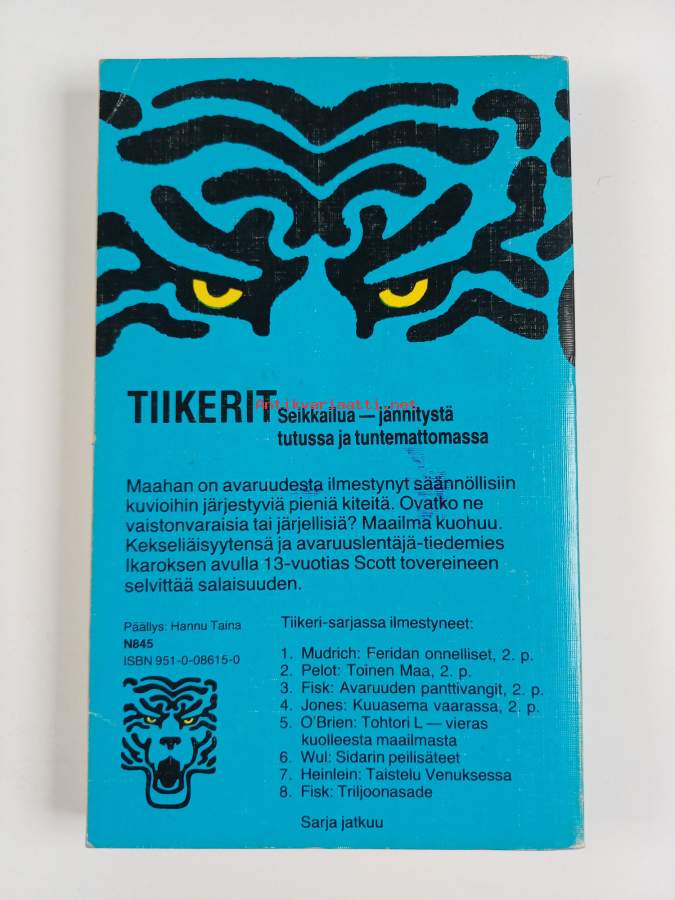 TIIKERIT Seikkailua — jännitystä
tutussa ja tuntemattomassa
Antikvariaatti.net
Maahan on avaruudesta ilmestynyt säännöllisiin
kuvioihin järjestyviä pieniä kiteitä. Ovatko ne
vaistonvaraisia tai järjellisiä? Maailma kuohuu.
Kekseliäisyytensä ja avaruuslentäjä-tiedemies
Ikaroksen avulla 13-vuotias Scott tovereineen
selvittää salaisuuden.
Päällys: Hannu Taina
N845
ISBN 951-0-08615-0
Tiikeri-sarjassa ilmestyneet:
1. Mudrich: Feridan onnelliset, 2. p.
2. Pelot: Toinen Maa, 2. p.
3. Fisk: Avaruuden panttivangit, 2. p.
4. Jones: Kuuasema vaarassa, 2. p.
5. O'Brien: Tohtori L — vieras
kuolleesta maailmasta
6. Wul: Sidarin peilisäteet
7. Heinlein: Taistelu Venuksessa
8. Fisk: Triljoonasade
Sarja jatkuu